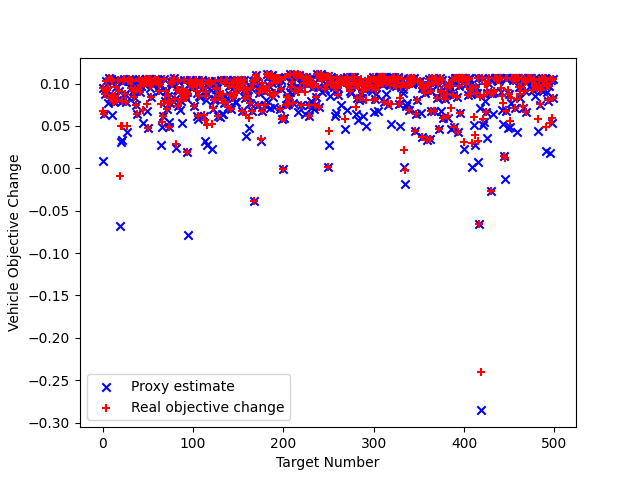 0.10
0.05
0.00
−0.05
−0.10
−0.15
−0.20
−0.25
−0.30
Vehicle Objective Change
Proxy estimate
Real objective change
0 100 200 300 400 500
Target Number